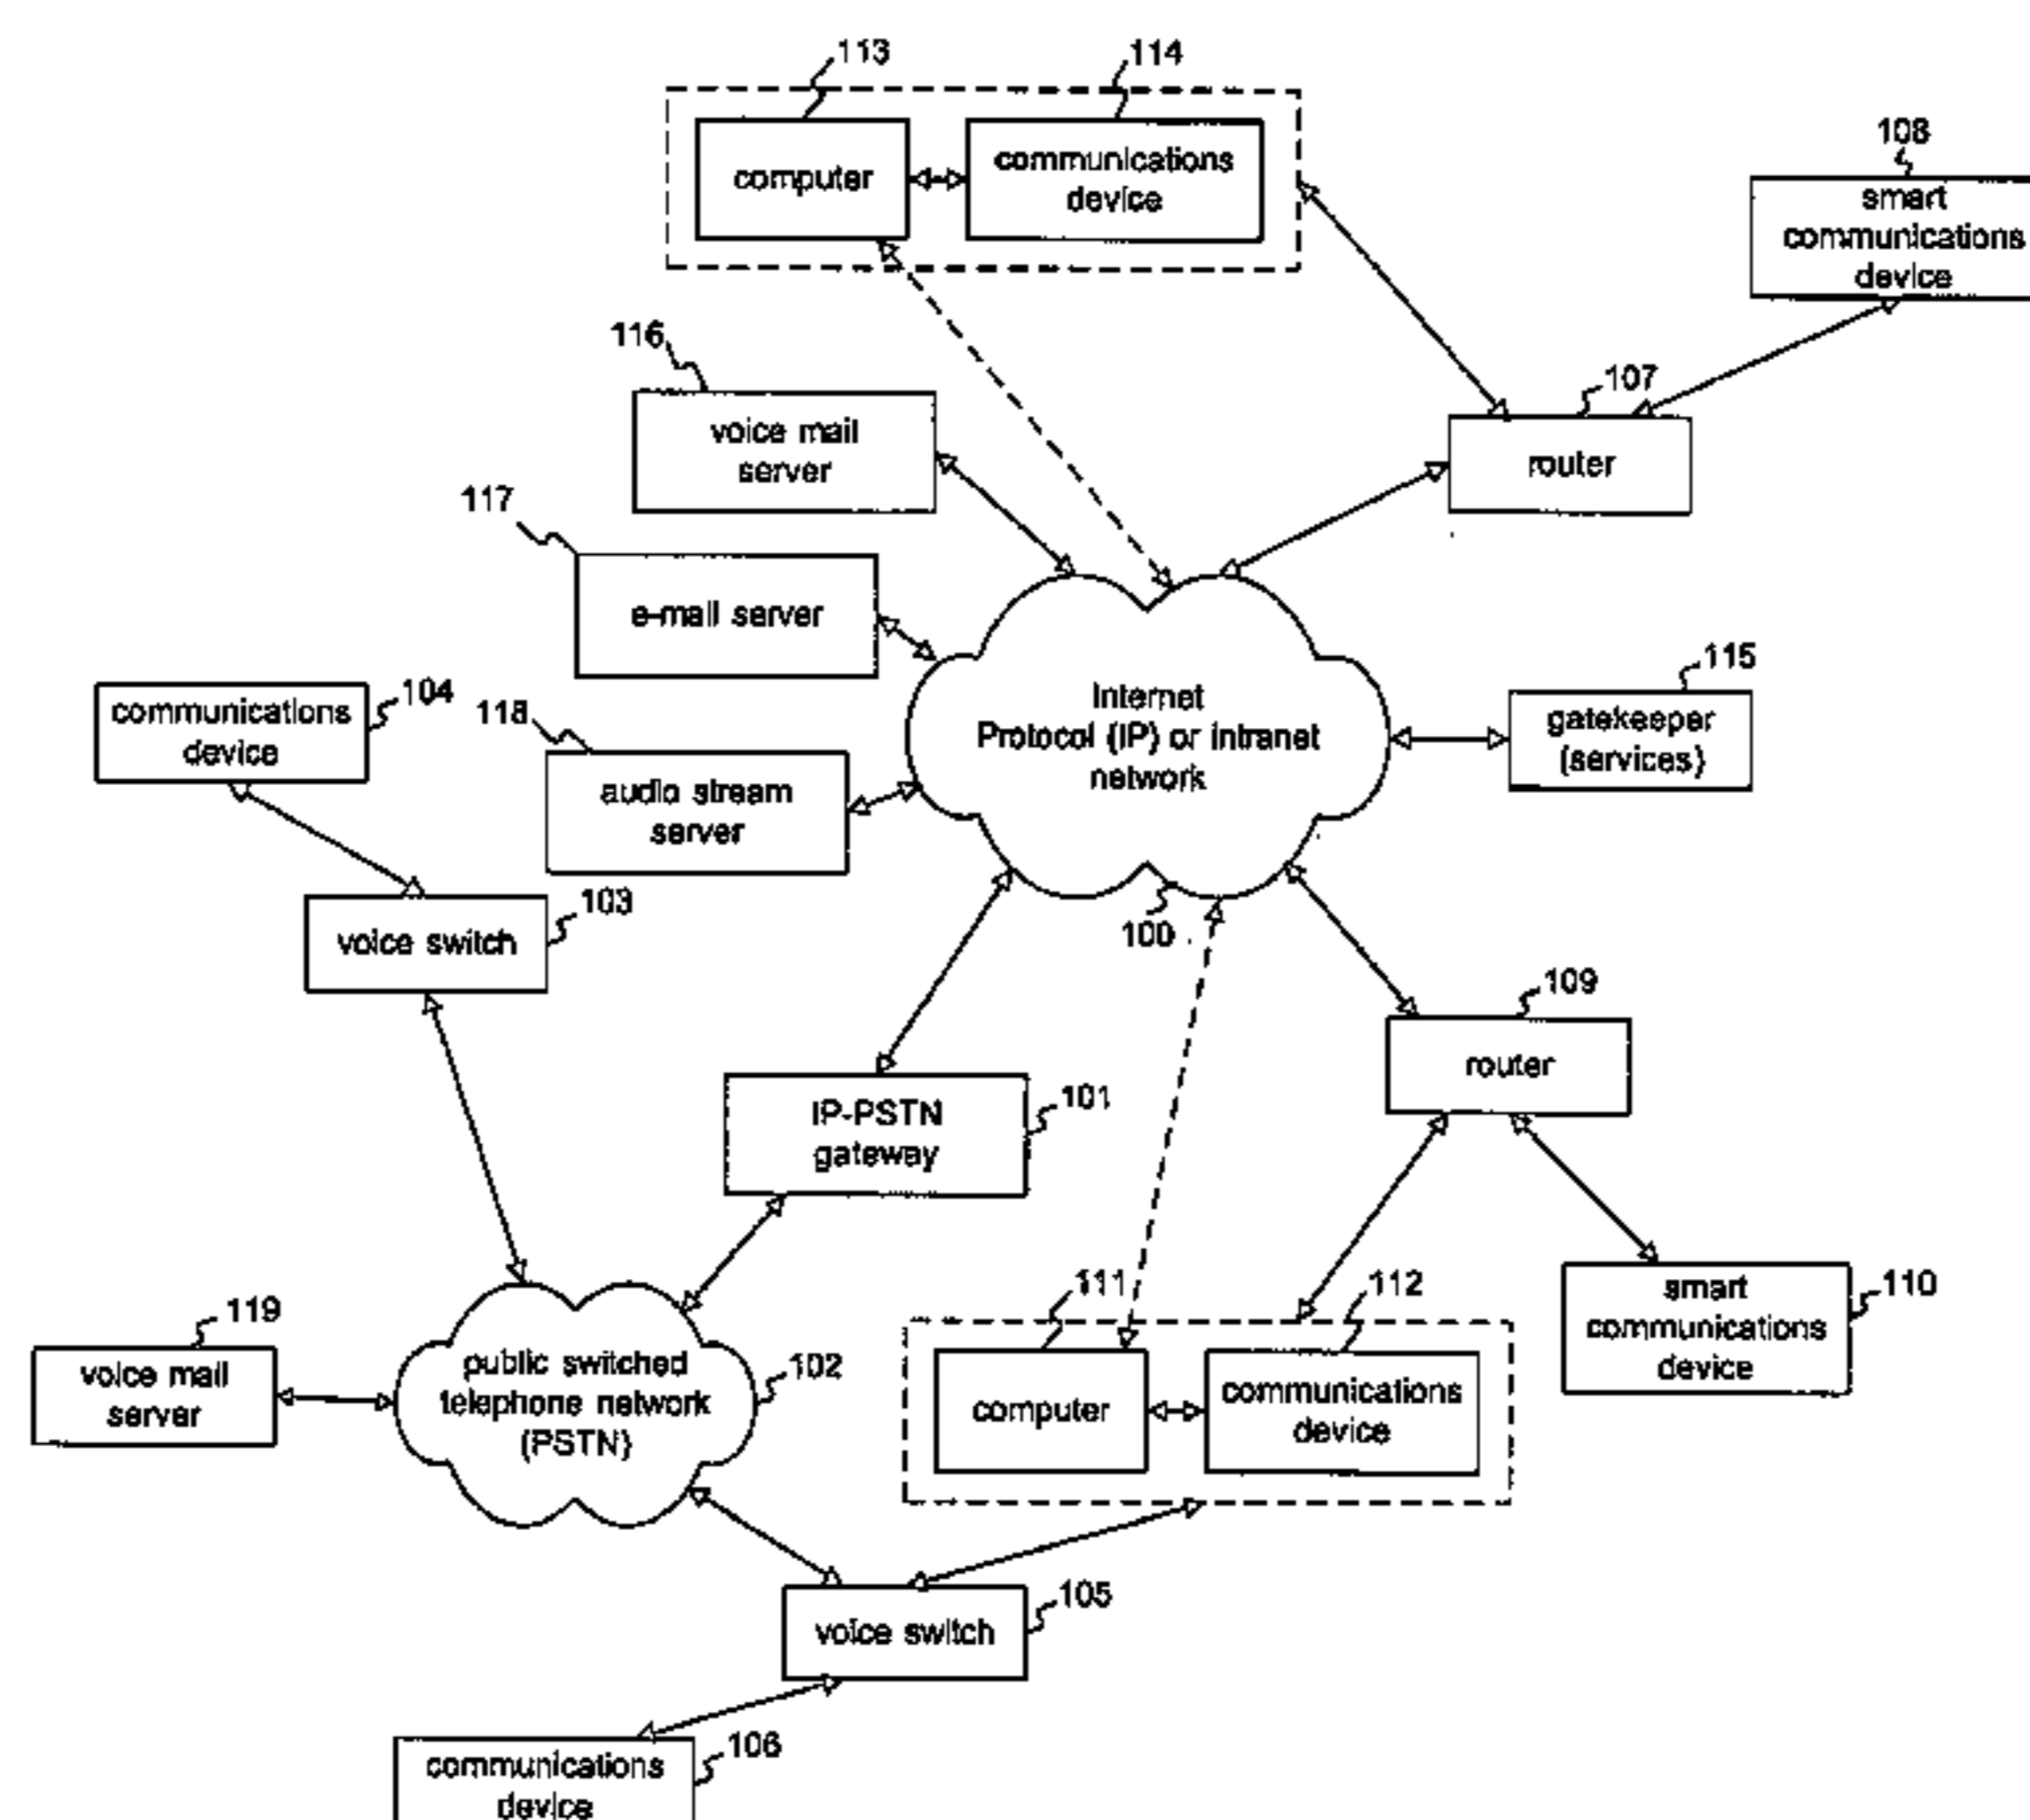 113
114
108
computer
communications
device
smart
communications
device
116
107
voice mail
server
router
117
e-mail server
115
104
communications
device
118
Internet
Protocol (IP) or intranet
network
gatekeeper
(services)
audio stream
server
103
voice switch
100
109
router
101
IP-PSTN
gateway
111
112
110
smart
communications
device
119
voice mail
server
public switched
telephone network
(PSTN)
102
computer
communications
device
105
voice switch
106
communications
device